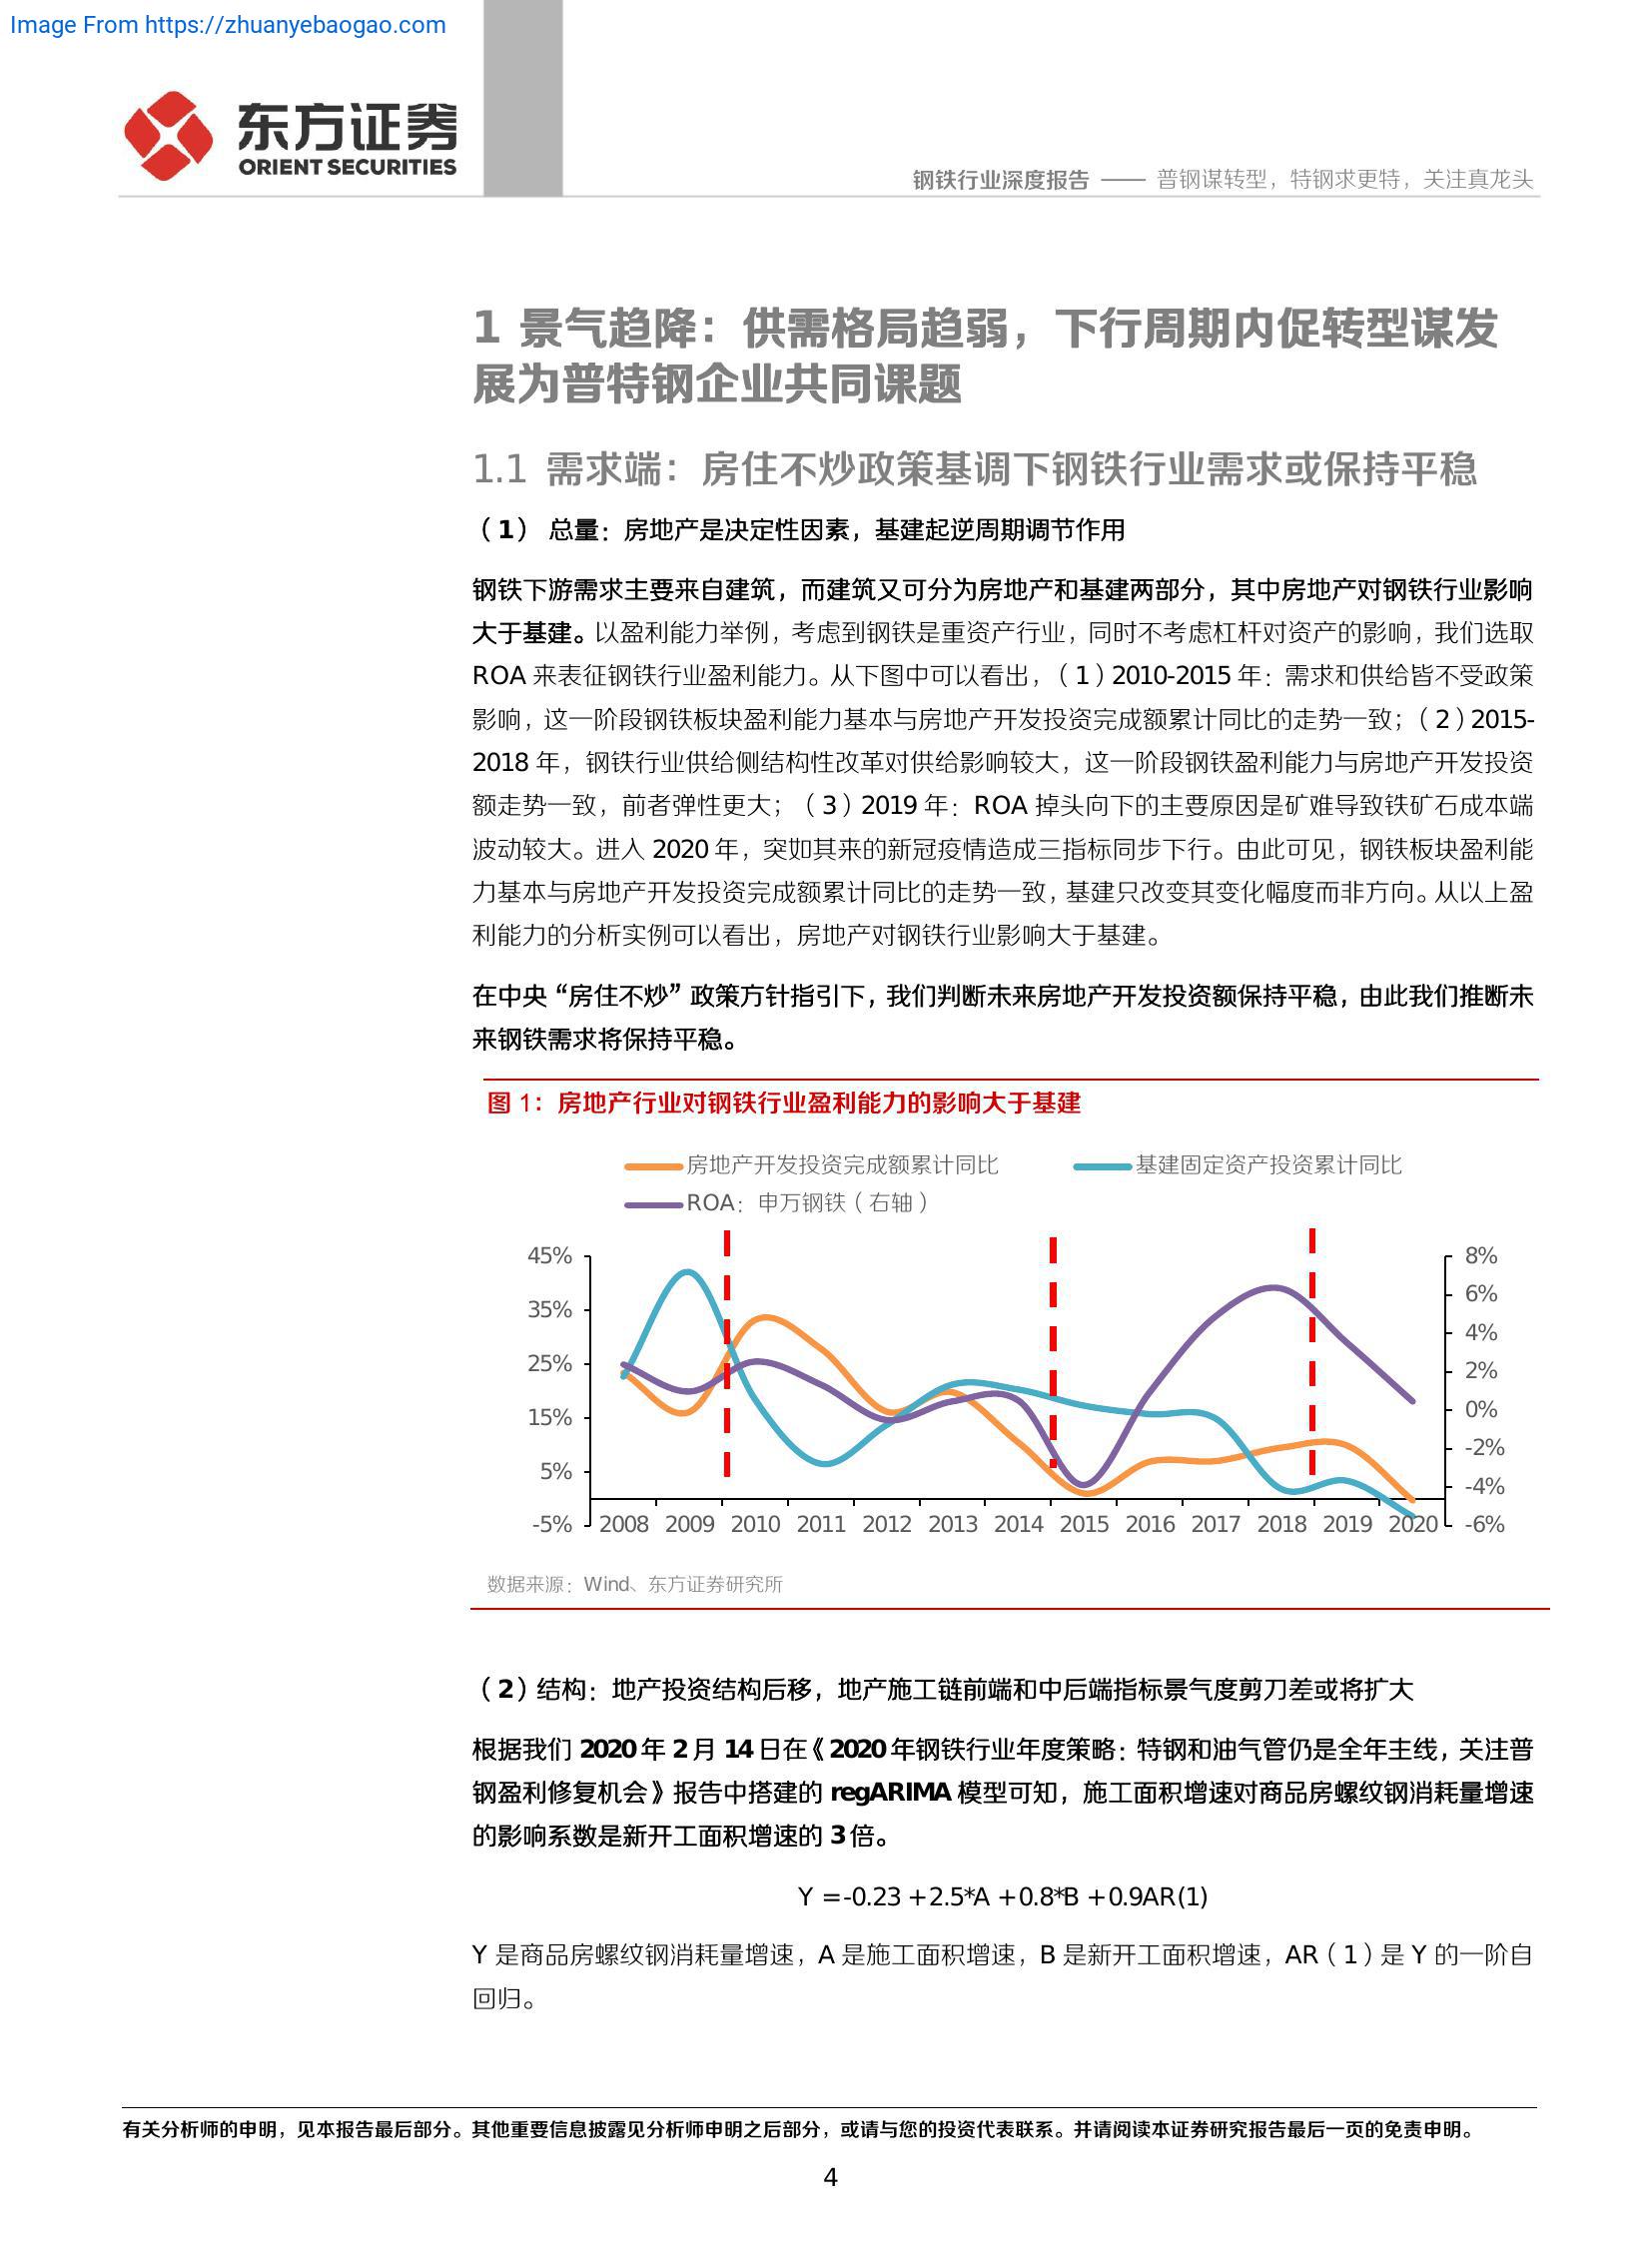 Image From https://zhuanyebaogao.com
东方证券
ORIENT SECURITIES
钢铁行业深度报告 —— 普钢谋转型，特钢求更特，关注真龙头
1 景气趋降：供需格局趋弱，下行周期内促转型谋发
展为普特钢企业共同课题
1.1 需求端：房住不炒政策基调下钢铁行业需求或保持平稳
（1） 总量：房地产是决定性因素，基建起逆周期调节作用
钢铁下游需求主要来自建筑，而建筑又可分为房地产和基建两部分，其中房地产对钢铁行业影响
大于基建。以盈利能力举例，考虑到钢铁是重资产行业，同时不考虑杠杆对资产的影响，我们选取
ROA 来表征钢铁行业盈利能力。从下图中可以看出，（1）2010-2015 年：需求和供给皆不受政策
影响，这一阶段钢铁板块盈利能力基本与房地产开发投资完成额累计同比的走势一致；（2）2015-
2018 年，钢铁行业供给侧结构性改革对供给影响较大，这一阶段钢铁盈利能力与房地产开发投资
额走势一致，前者弹性更大；（3）2019 年：ROA 掉头向下的主要原因是矿难导致铁矿石成本端
波动较大。进入 2020 年，突如其来的新冠疫情造成三指标同步下行。由此可见，钢铁板块盈利能
力基本与房地产开发投资完成额累计同比的走势一致，基建只改变其变化幅度而非方向。从以上盈
利能力的分析实例可以看出，房地产对钢铁行业影响大于基建。
在中央“房住不炒”政策方针指引下，我们判断未来房地产开发投资额保持平稳，由此我们推断未
来钢铁需求将保持平稳。
图 1：房地产行业对钢铁行业盈利能力的影响大于基建
房地产开发投资完成额累计同比 基建固定资产投资累计同比
ROA：申万钢铁（右轴）
45% 8%
6%
35%
4%
25%
2%
15% 0%
-2%
5%
-4%
-5% 2008 2009 2010 2011 2012 2013 2014 2015 2016 2017 2018 2019 2020 -6%
数据来源：Wind、东方证券研究所
（2）结构：地产投资结构后移，地产施工链前端和中后端指标景气度剪刀差或将扩大
根据我们 2020 年 2 月 14 日在《2020 年钢铁行业年度策略：特钢和油气管仍是全年主线，关注普
钢盈利修复机会》报告中搭建的 regARIMA 模型可知，施工面积增速对商品房螺纹钢消耗量增速
的影响系数是新开工面积增速的 3 倍。
Y =-0.23 +2.5*A +0.8*B +0.9AR(1)
Y 是商品房螺纹钢消耗量增速，A 是施工面积增速，B 是新开工面积增速，AR（1）是 Y 的一阶自
回归。
有关分析师的申明，见本报告最后部分。其他重要信息披露见分析师申明之后部分，或请与您的投资代表联系。并请阅读本证券研究报告最后一页的免责申明。
4